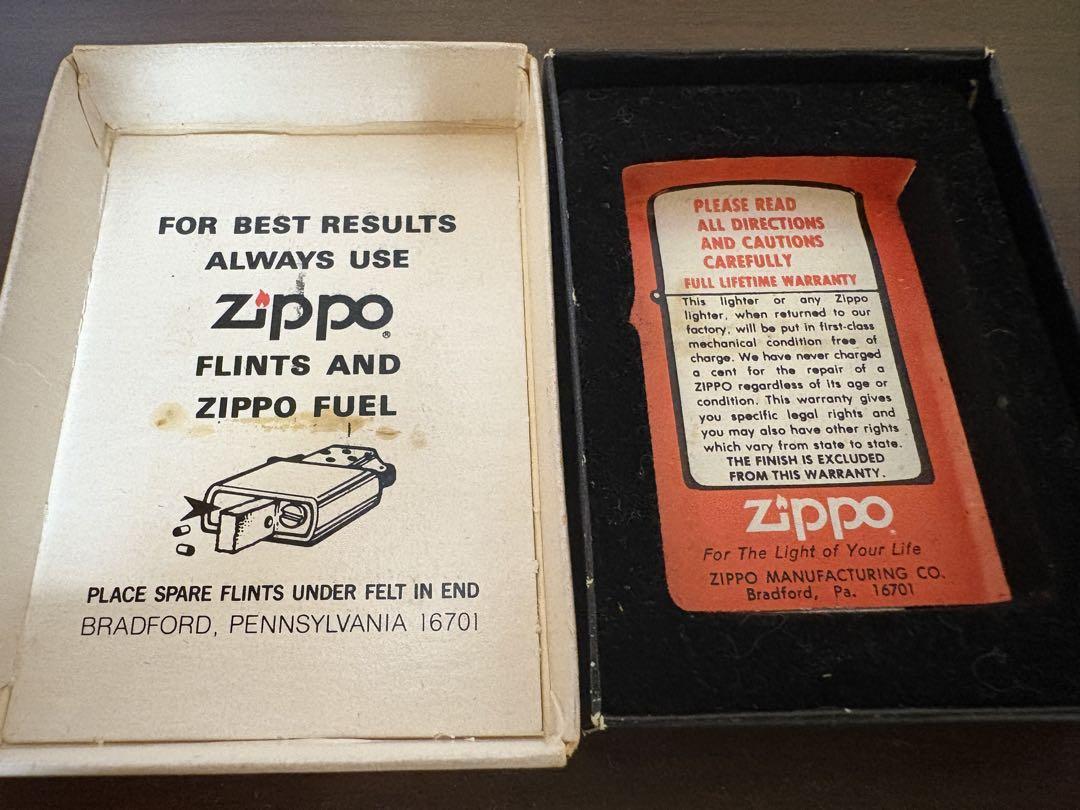 FOR BEST RESULTS
ALWAYS USE
Zippo®
FLINTS AND
ZIPPO FUEL
PLACE SPARE FLINTS UNDER FELT IN END
BRADFORD, PENNSYLVANIA 16701
PLEASE READ
ALL DIRECTIONS
AND CAUTIONS
CAREFULLY
FULL LIFETIME WARRANTY
This lighter or any Zippo
lighter, when returned to our
factory, will be put in first-class
mechanical condition free of
charge. We have never charged
a cent for the repair of a
ZIPPO regardless of its age or
condition. This warranty gives
you specific legal rights and
you may also have other rights
which vary from state to state.
THE FINISH IS EXCLUDED
FROM THIS WARRANTY.
Zippo®
For The Light of Your Life
ZIPPO MANUFACTURING CO.
Bradford, Pa. 16701